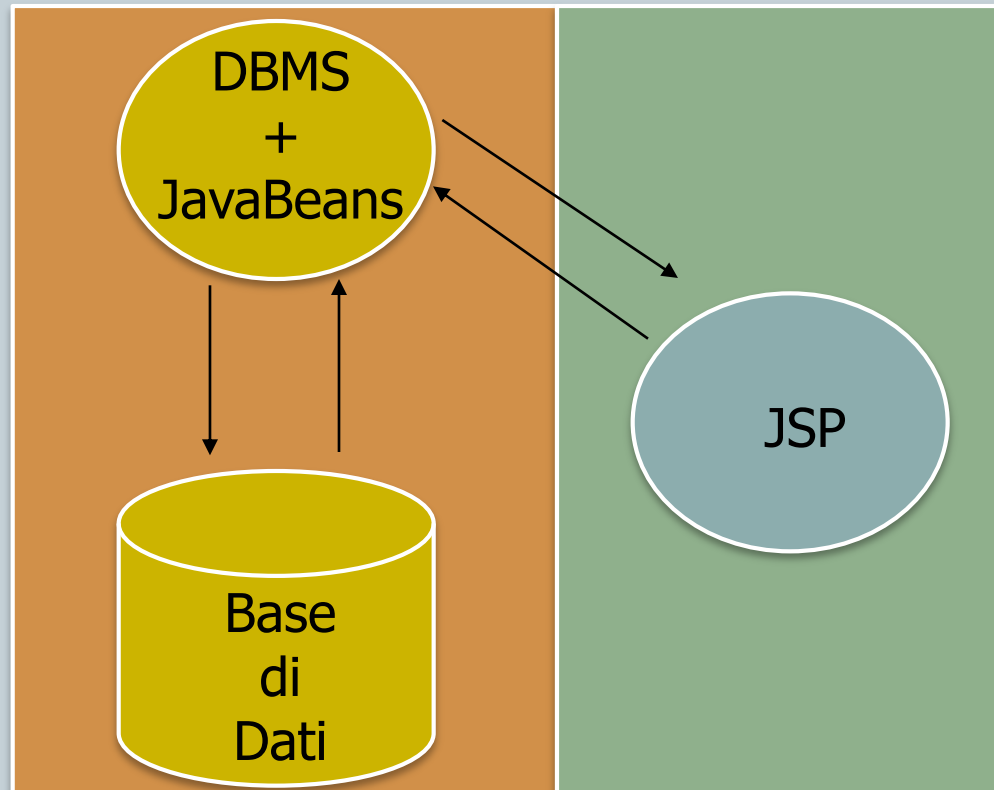 DBMS
+
JavaBeans
JSP
Base
di
Dati